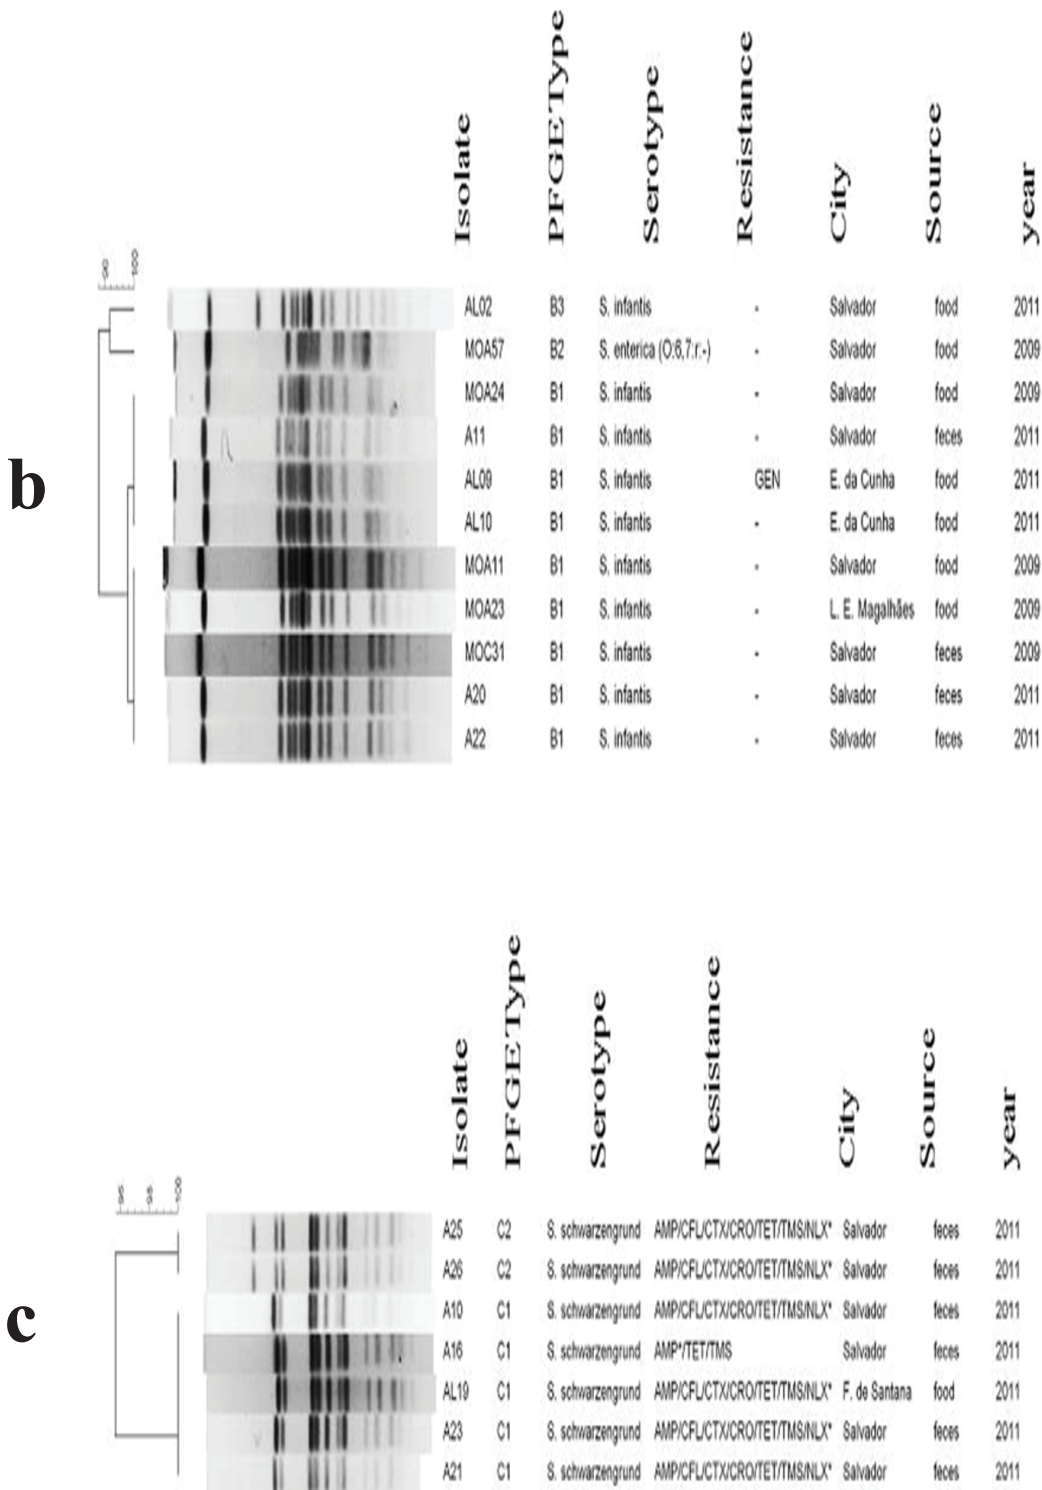 Isolate PFGE Type Serotype Resistance City Source year
90 100
AL02 B3 S. infantis - Salvador food 2011
MOA57 B2 S. enterica (O:6,7:r:-) - Salvador food 2009
MOA24 B1 S. infantis - Salvador food 2009
A11 B1 S. infantis - Salvador feces 2011
b
AL09 B1 S. infantis GEN E. da Cunha food 2011
AL10 B1 S. infantis - E. da Cunha food 2011
MOA11 B1 S. infantis - Salvador food 2009
MOA23 B1 S. infantis - L. E. Magalhães food 2009
MOC31 B1 S. infantis - Salvador feces 2009
A20 B1 S. infantis - Salvador feces 2011
A22 B1 S. infantis - Salvador feces 2011
Isolate PFGE Type Serotype Resistance City Source year
95 100
A25 C2 S. schwarzengrund AMP/CFL/CTX/CRO/TET/TMS/NLX* Salvador feces 2011
A26 C2 S. schwarzengrund AMP/CFL/CTX/CRO/TET/TMS/NLX* Salvador feces 2011
A10 C1 S. schwarzengrund AMP/CFL/CTX/CRO/TET/TMS/NLX* Salvador feces 2011
c
A16 C1 S. schwarzengrund AMP*/TET/TMS Salvador feces 2011
AL19 C1 S. schwarzengrund AMP/CFL/CTX/CRO/TET/TMS/NLX* F. de Santana food 2011
A23 C1 S. schwarzengrund AMP/CFL/CTX/CRO/TET/TMS/NLX* Salvador feces 2011
A21 C1 S. schwarzengrund AMP/CFL/CTX/CRO/TET/TMS/NLX* Salvador feces 2011